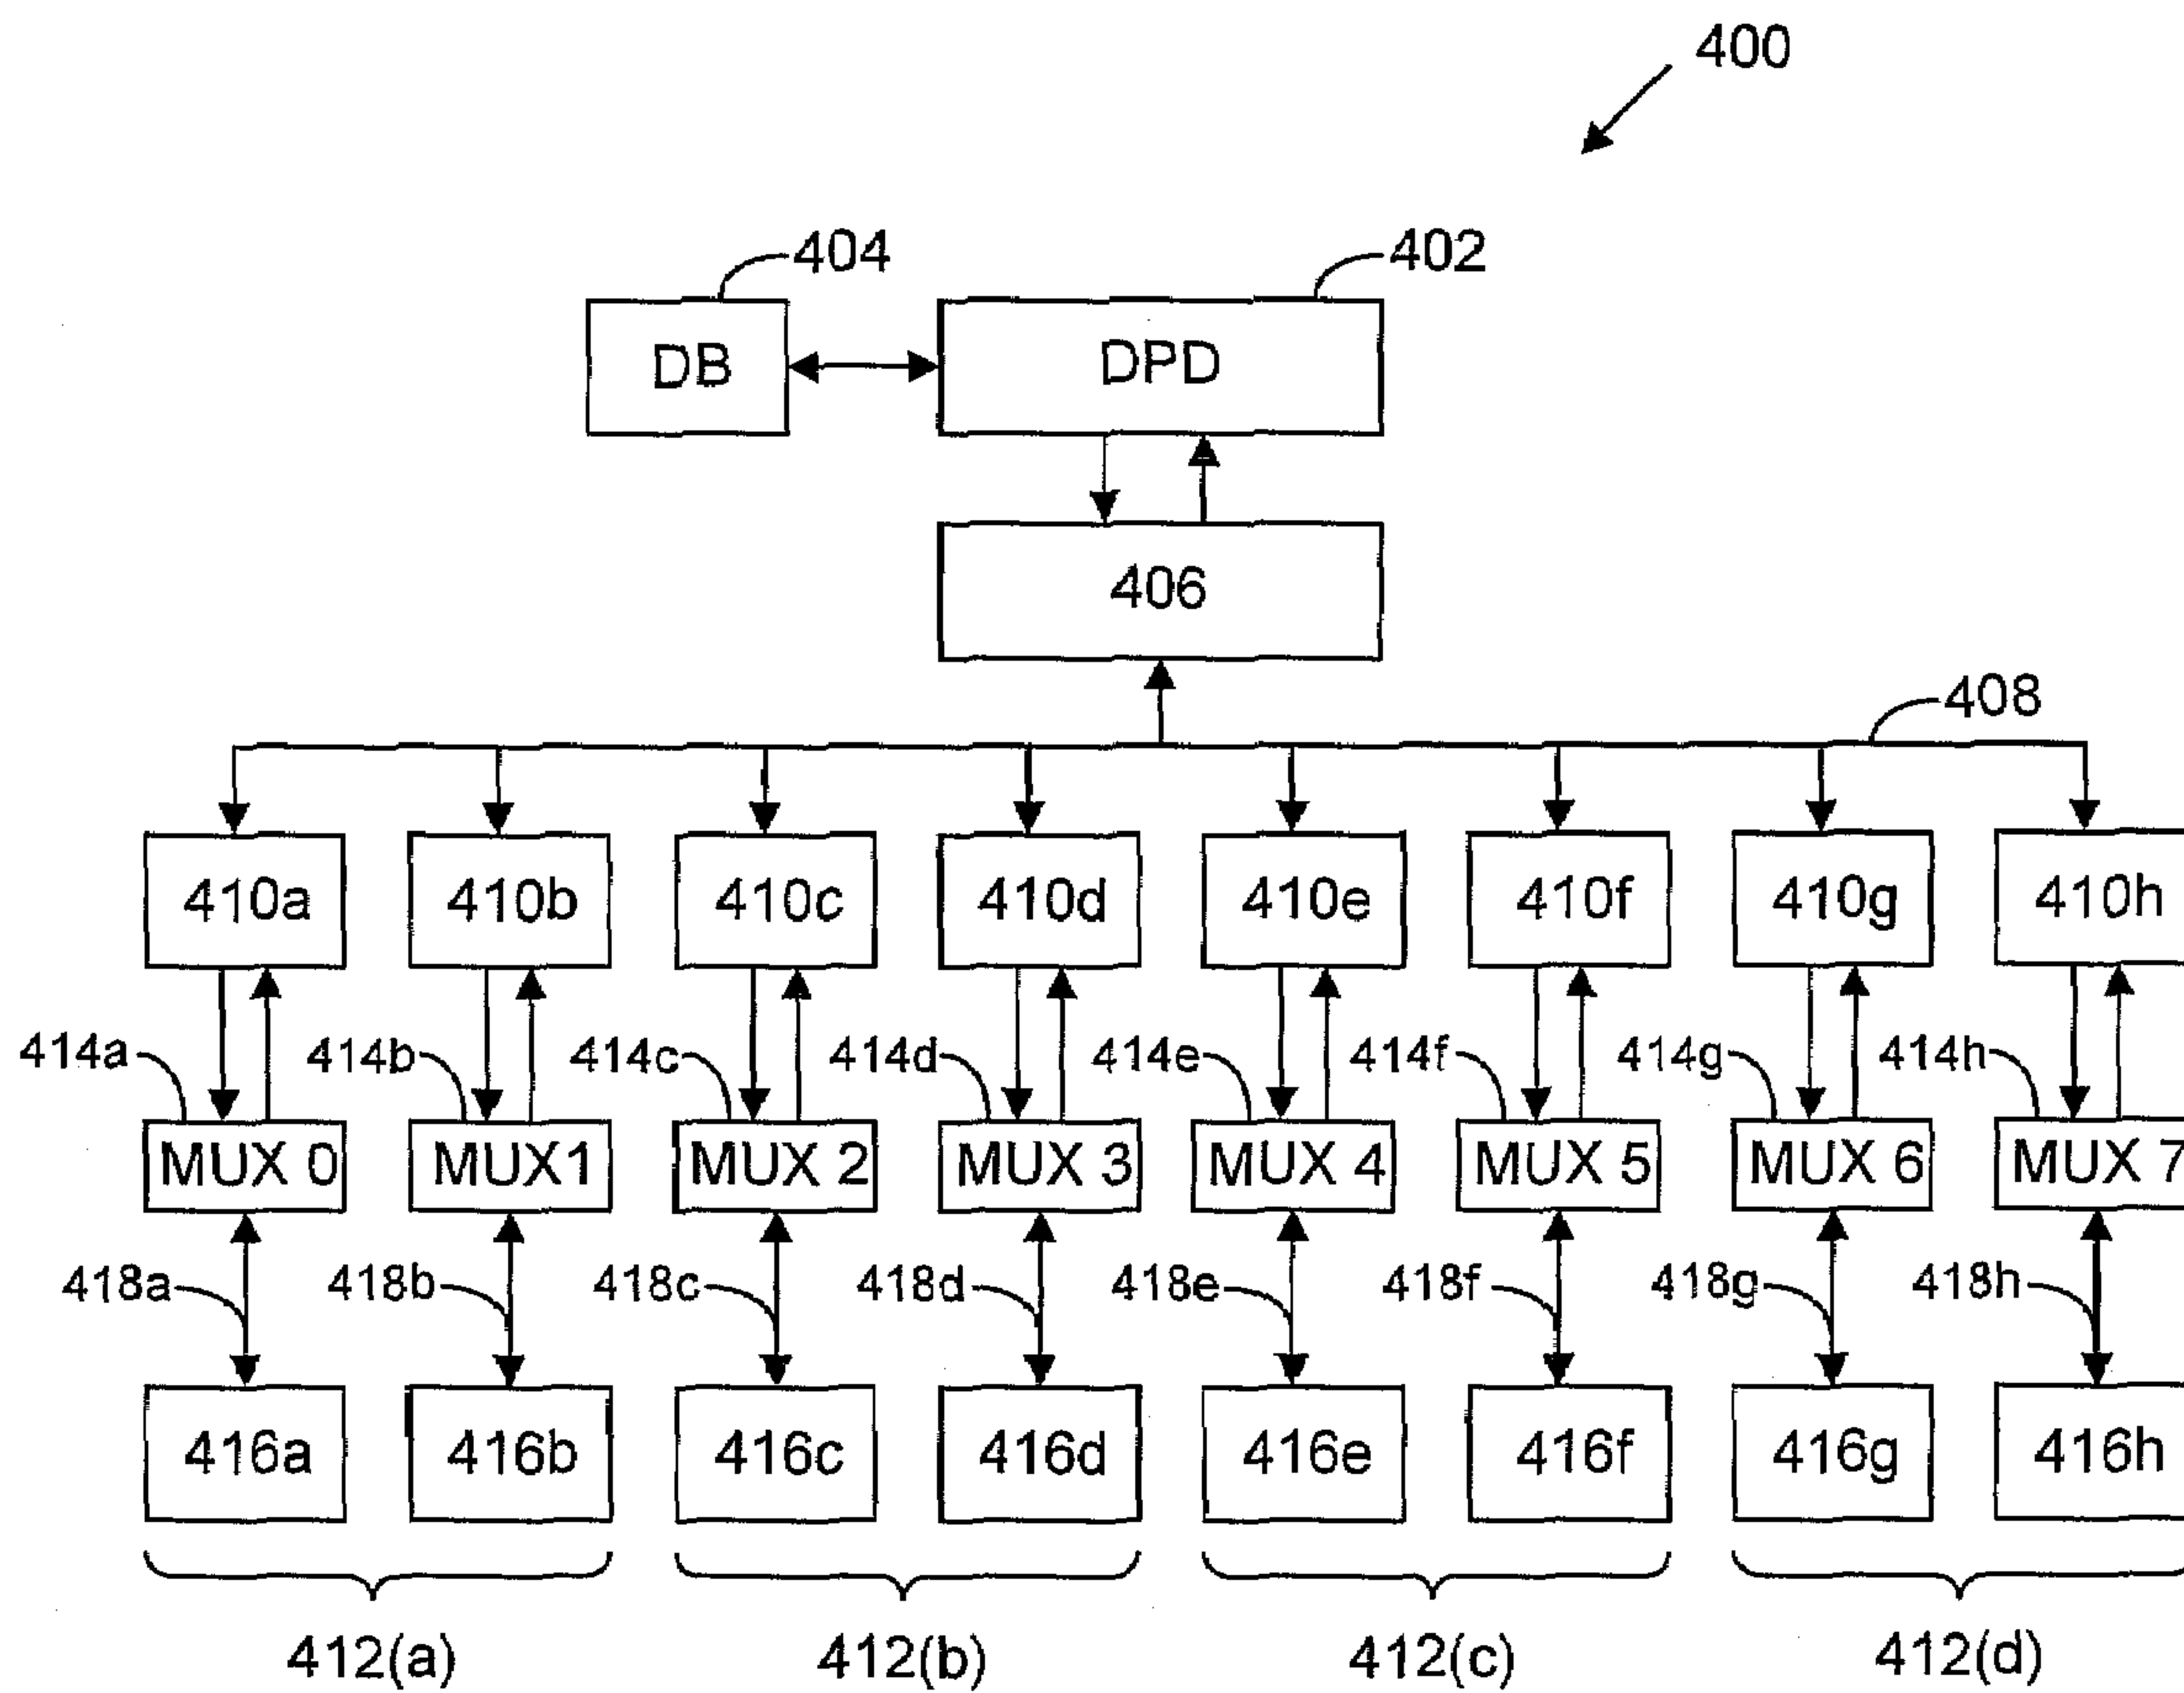 400
404 402
DB DPD
406
408
410a 410b 410c 410d 410e 410f 410g 410h
414a 414b 414c 414d 414e 414f 414g 414h
MUX 0 MUX1 MUX 2 MUX 3 MUX 4 MUX 5 MUX 6 MUX 7
418a 418b 418c 418d 418e 418f 418g 418h
416a 416b 416c 416d 416e 416f 416g 416h
412(a) 412(b) 412(c) 412(d)